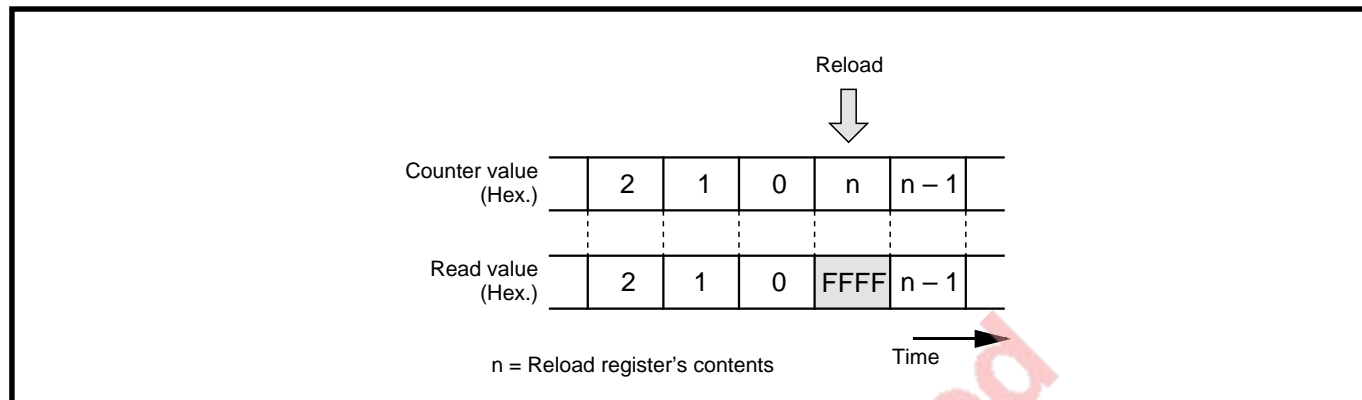 Reload
Counter value
(Hex.)
2 1 0 n n – 1
Read value
(Hex.)
2 1 0 FFFF n – 1
Time
n = Reload register's contents